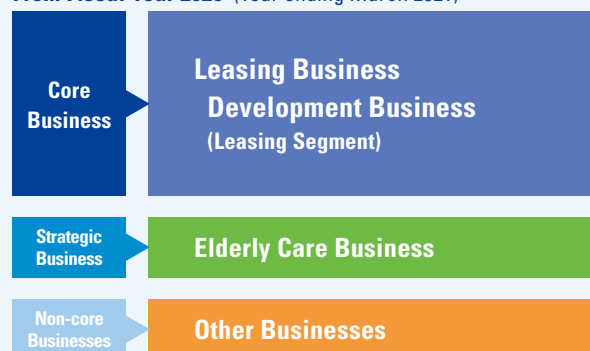 Core
Business
Leasing Business
Development Business
(Leasing Segment)
Strategic
Business
Elderly Care Business
Non-core
Businesses
Other Businesses